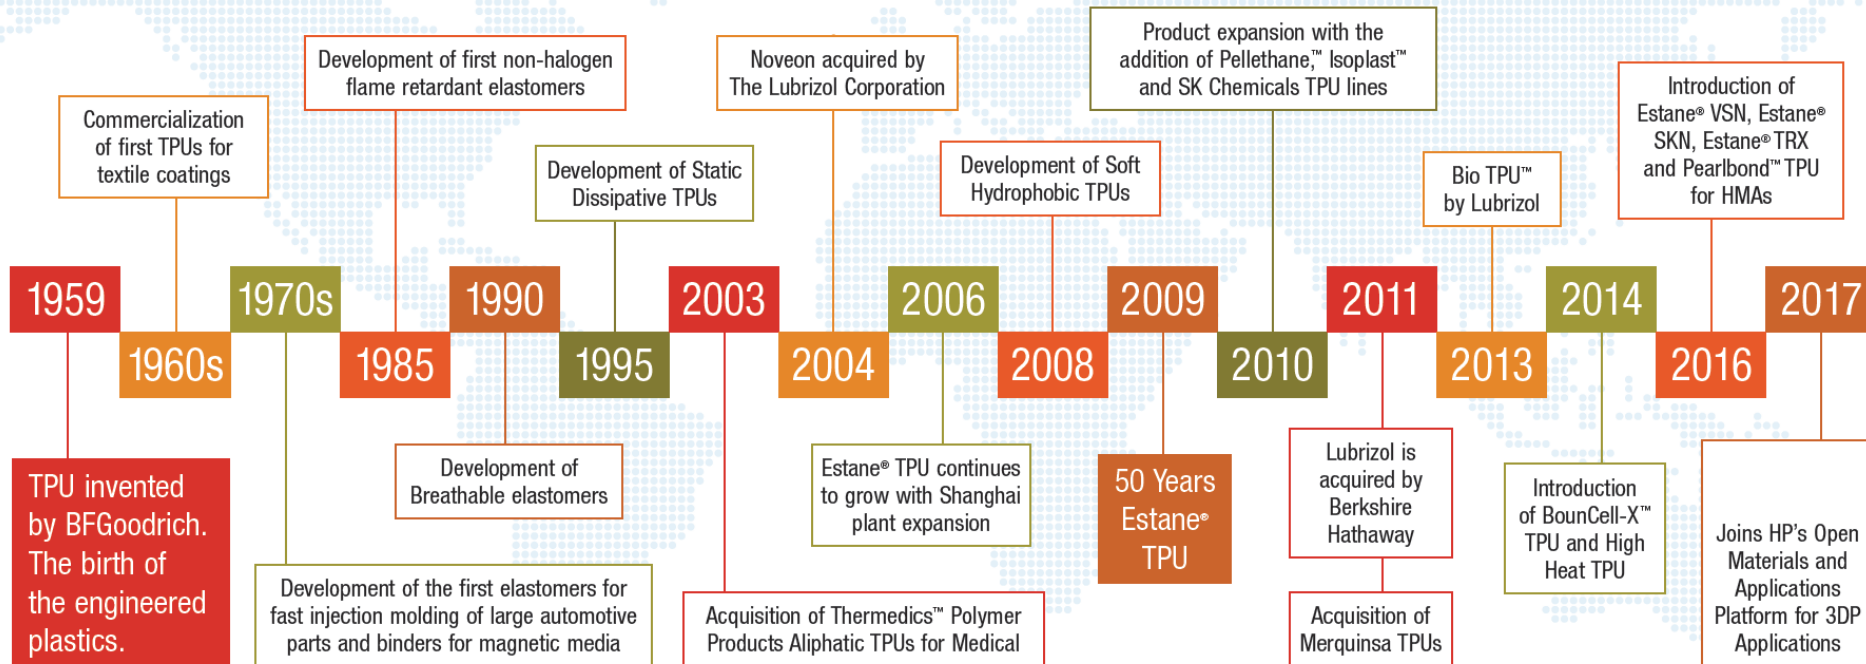 Development of first non-halogen
flame retardant elastomers
Noveon acquired by
The Lubrizol Corporation
Product expansion with the
addition of Pellethane,™ Isoplast™
and SK Chemicals TPU lines
Introduction of
Estane® VSN, Estane®
SKN, Estane® TRX
and Pearlbond™ TPU
for HMAs
Commercialization
of first TPUs for
textile coatings
Development of Static
Dissipative TPUs
Development of Soft
Hydrophobic TPUs
Bio TPU™
by Lubrizol
1959
1960s
1970s
1985
1990
1995
2003
2004
2006
2008
2009
2010
2011
2013
2014
2016
2017
TPU invented
by BFGoodrich.
The birth of
the engineered
plastics.
Development of the first elastomers for
fast injection molding of large automotive
parts and binders for magnetic media
Development of
Breathable elastomers
Acquisition of Thermedics™ Polymer
Products Aliphatic TPUs for Medical
Estane® TPU continues
to grow with Shanghai
plant expansion
50 Years
Estane®
TPU
Lubrizol is
acquired by
Berkshire
Hathaway
Acquisition of
Merquinsa TPUs
Introduction
of BounCell-X™
TPU and High
Heat TPU
Joins HP's Open
Materials and
Applications
Platform for 3DP
Applications